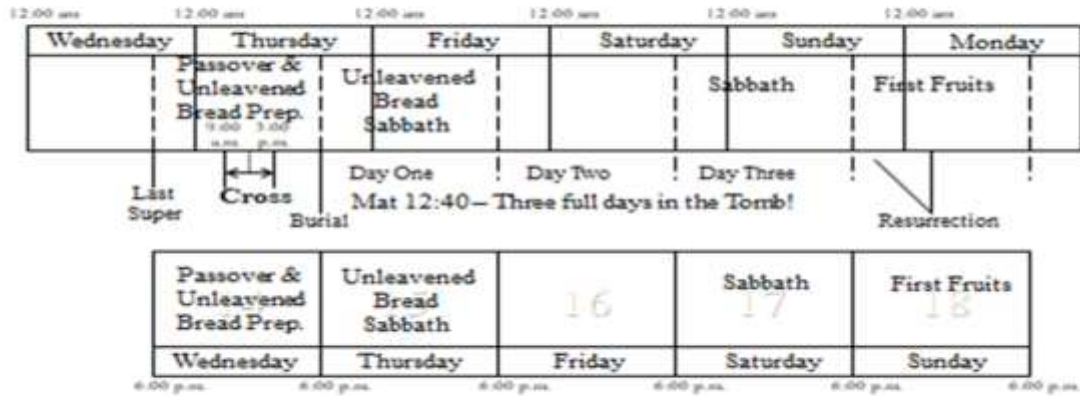 12:00 am 12:00 am 12:00 am 12:00 am 12:00 am 12:00 am
Wednesday Thursday Friday Saturday Sunday Monday
Passover &
Unleavened
Bread Prep.
9:00 3:00
a.m. p.m.
Unleavened
Bread
Sabbath
Sabbath
First Fruits
Last
Super
Cross
Burial
Day One Day Two Day Three
Mat 12:40– Three full days in the Tomb!
Resurrection
Passover &
Unleavened
Bread Prep.
Unleavened
Bread
Sabbath
16
Sabbath
17
First Fruits
18
Wednesday Thursday Friday Saturday Sunday
6:00 p.m. 6:00 p.m. 6:00 p.m. 6:00 p.m. 6:00 p.m. 6:00 p.m.